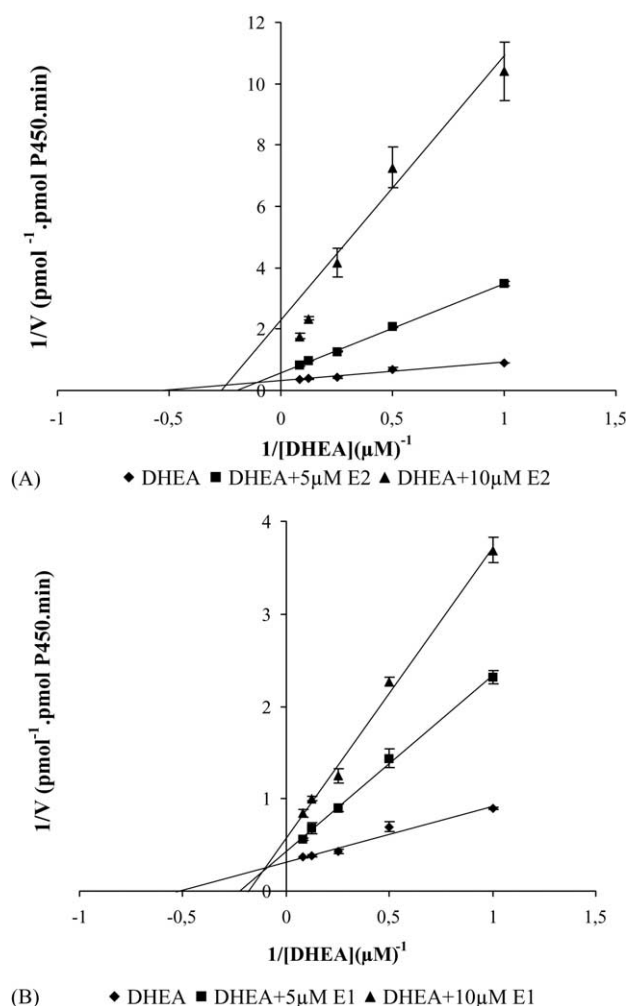 12
10
8
6
4
2
0
1/V (pmol ⁻¹.pmol P450.min)
-1 -0,5 0 0,5 1 1,5
1/[DHEA](µM)⁻¹
(A) ◆ DHEA ■ DHEA+5µM E2 ▲ DHEA+10µM E2
4
3
2
1
0
1/V (pmol⁻¹.pmol P450.min)
-1 -0,5 0 0,5 1 1,5
1/[DHEA](µM)⁻¹
(B) ◆ DHEA ■ DHEA+5µM E1 ▲ DHEA+10µM E1